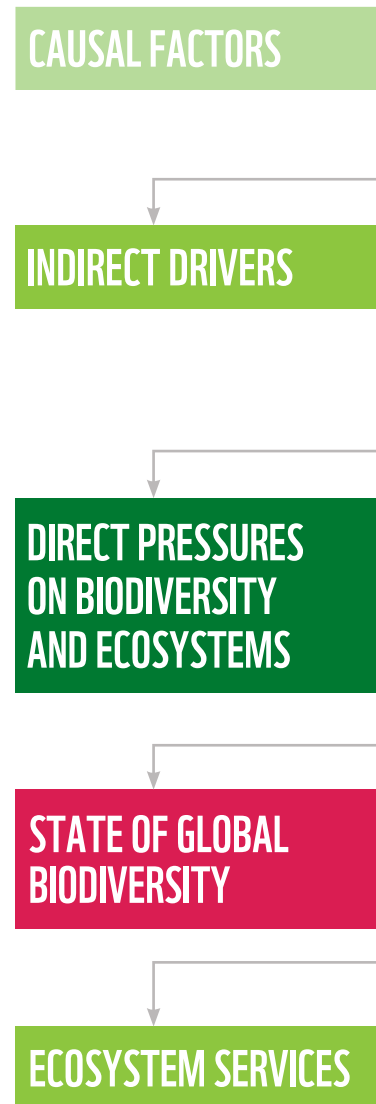 CAUSAL FACTORS
INDIRECT DRIVERS
DIRECT PRESSURES
ON BIODIVERSITY
AND ECOSYSTEMS
STATE OF GLOBAL
BIODIVERSITY
ECOSYSTEM SERVICES